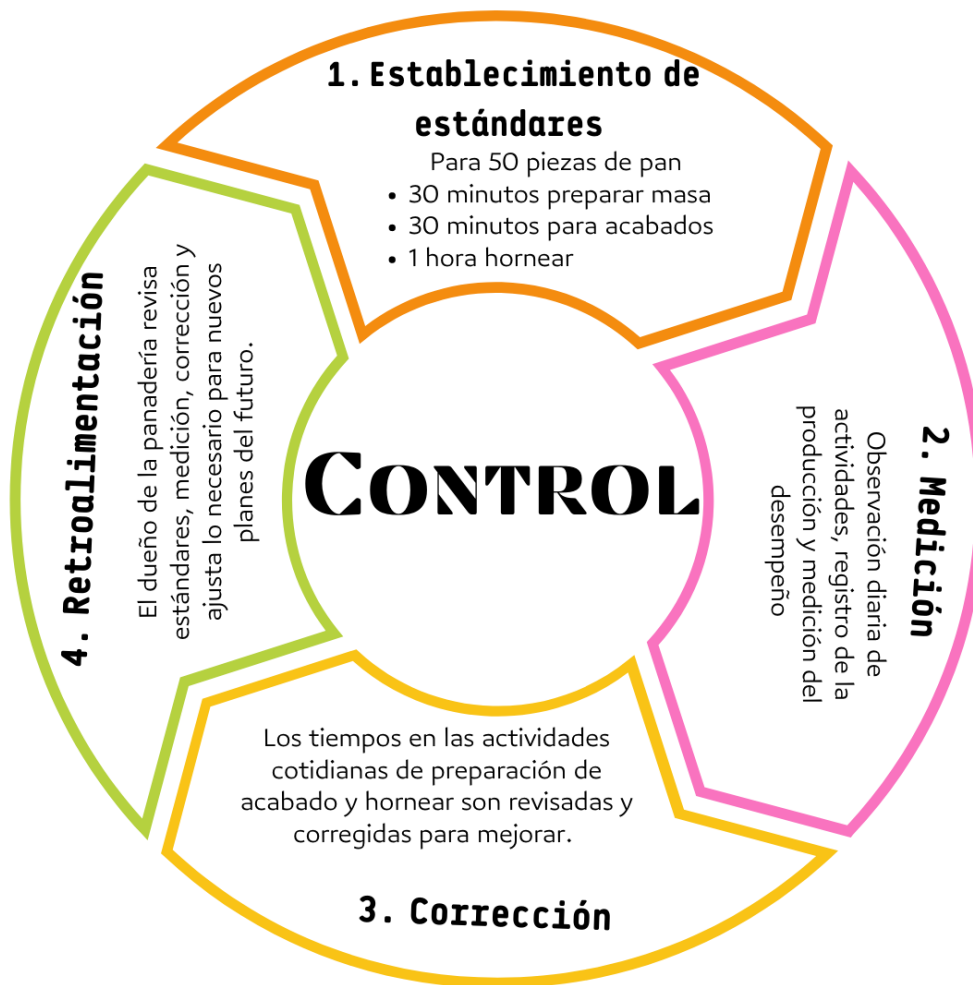 1. Establecimiento de
estándares
Para 50 piezas de pan
• 30 minutos preparar masa
• 30 minutos para acabados
• 1 hora hornear
2. Medición
Observación diaria de
actividades, registro de la
producción y medición del
desempeño
Los tiempos en las actividades
cotidianas de preparación de
acabado y hornear son revisadas y
corregidas para mejorar.
3. Corrección
4. Retroalimentación
El dueño de la panadería revisa
estándares, medición, corrección y
ajusta lo necesario para nuevos
planes del futuro.
CONTROL